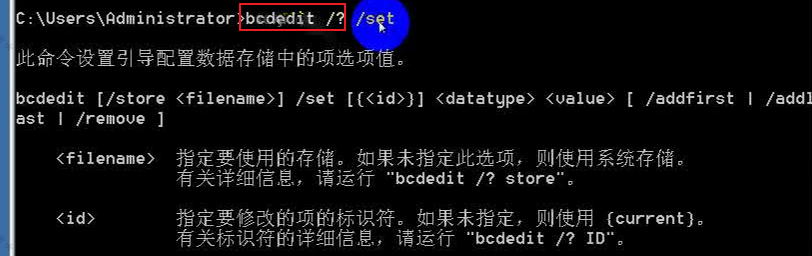 C:\Users\Administrator>bcdedit /? /set
此命令设置引导配置数据存储中的项选项值。
bcdedit [/store <filename>] /set [{<id>}] <datatype> <value> [ /addfirst | /addl
ast | /remove ]
<filename> 指定要使用的存储。如果未指定此选项，则使用系统存储。
有关详细信息，请运行 "bcdedit /? store"。
<id> 指定要修改的项的标识符。如果未指定，则使用 {current}。
有关标识符的详细信息，请运行 "bcdedit /? ID"。